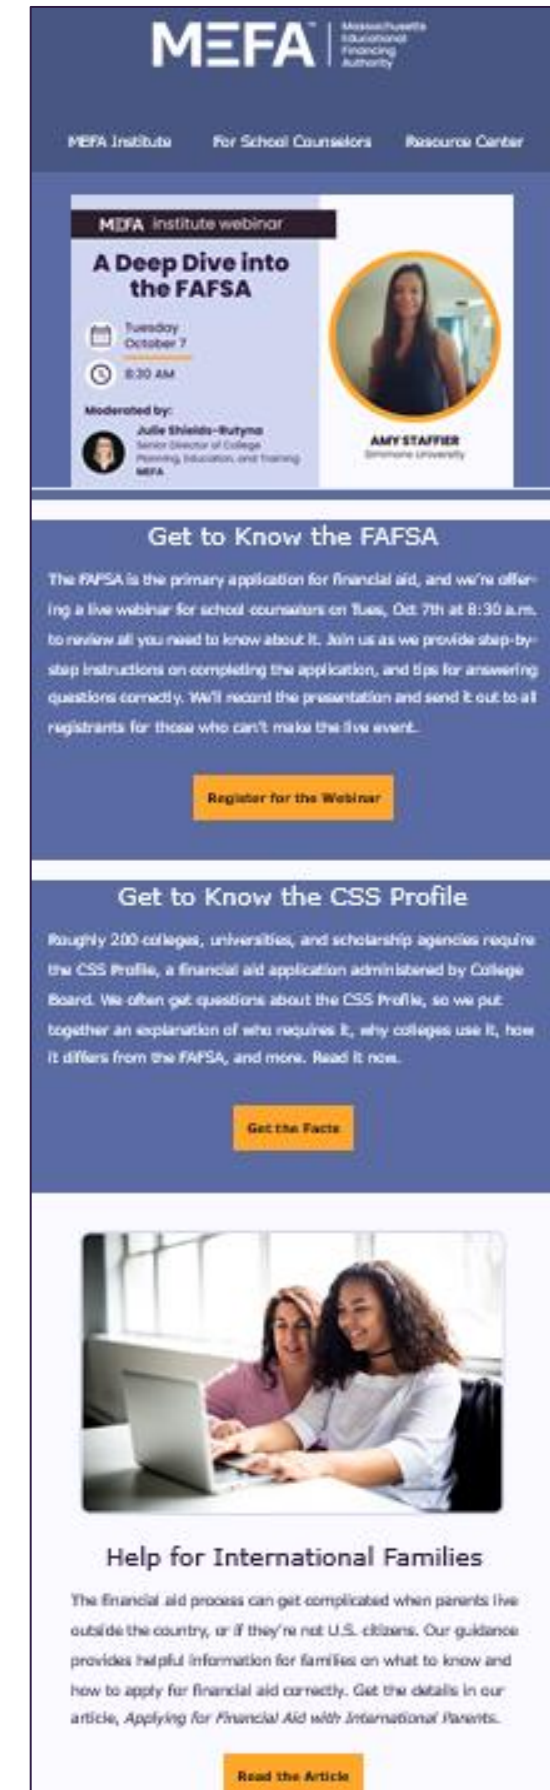 MEFA™
Massachusetts
Educational
Financing
Authority
MEFA Institute For School Counselors Resource Center
MEFA institute webinar
A Deep Dive into
the FAFSA
Tuesday
October 7
8:30 AM
Moderated by:
Julie Shields-Rutyna
Senior Director of College
Planning, Education, and Training
MEFA
AMY STAFFIER
Simmons University
Get to Know the FAFSA
The FAFSA is the primary application for financial aid, and we're offer-
ing a live webinar for school counselors on Tues, Oct 7th at 8:30 a.m.
to review all you need to know about it. Join us as we provide step-by-
step instructions on completing the application, and tips for answering
questions correctly. We'll record the presentation and send it out to all
registrants for those who can't make the live event.
Register for the Webinar
Get to Know the CSS Profile
Roughly 200 colleges, universities, and scholarship agencies require
the CSS Profile, a financial aid application administered by College
Board. We often get questions about the CSS Profile, so we put
together an explanation of who requires it, why colleges use it, how
it differs from the FAFSA, and more. Read it now.
Get the Facts
Help for International Families
The financial aid process can get complicated when parents live
outside the country, or if they're not U.S. citizens. Our guidance
provides helpful information for families on what to know and
how to apply for financial aid correctly. Get the details in our
article, Applying for Financial Aid with International Parents.
Read the Article